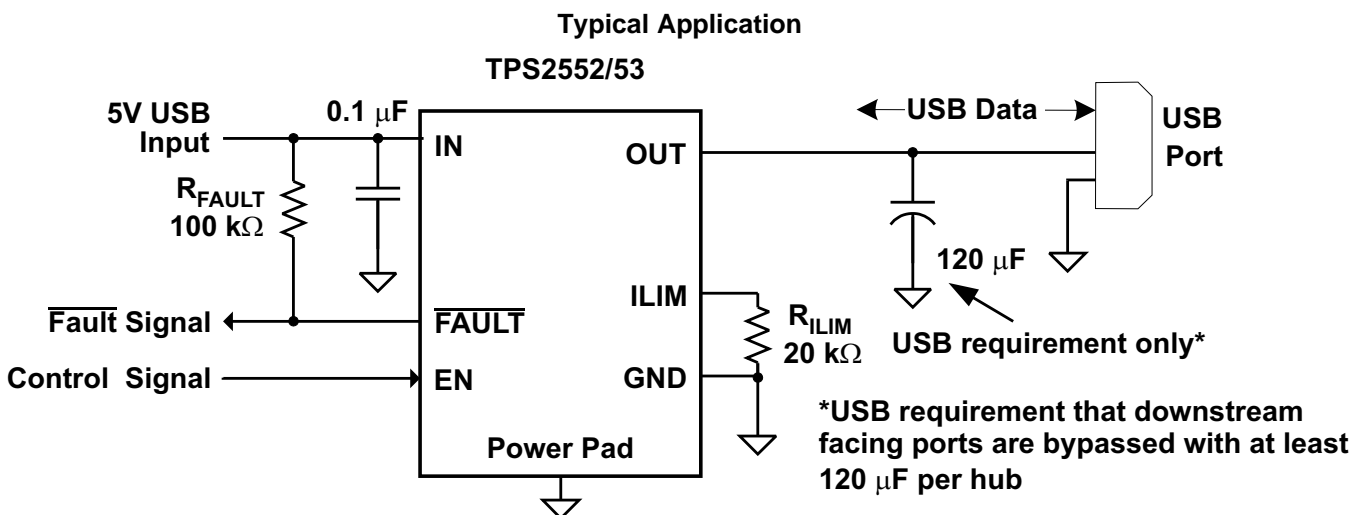 Typical Application
TPS2552/53
5V USB
Input
0.1 μF
IN
OUT
USB Data
USB
Port
RFAULT
100 kΩ
120 μF
ILIM
RILIM
20 kΩ
USB requirement only*
Fault Signal
FAULT
Control Signal
EN
GND
*USB requirement that downstream
facing ports are bypassed with at least
120 μF per hub
Power Pad